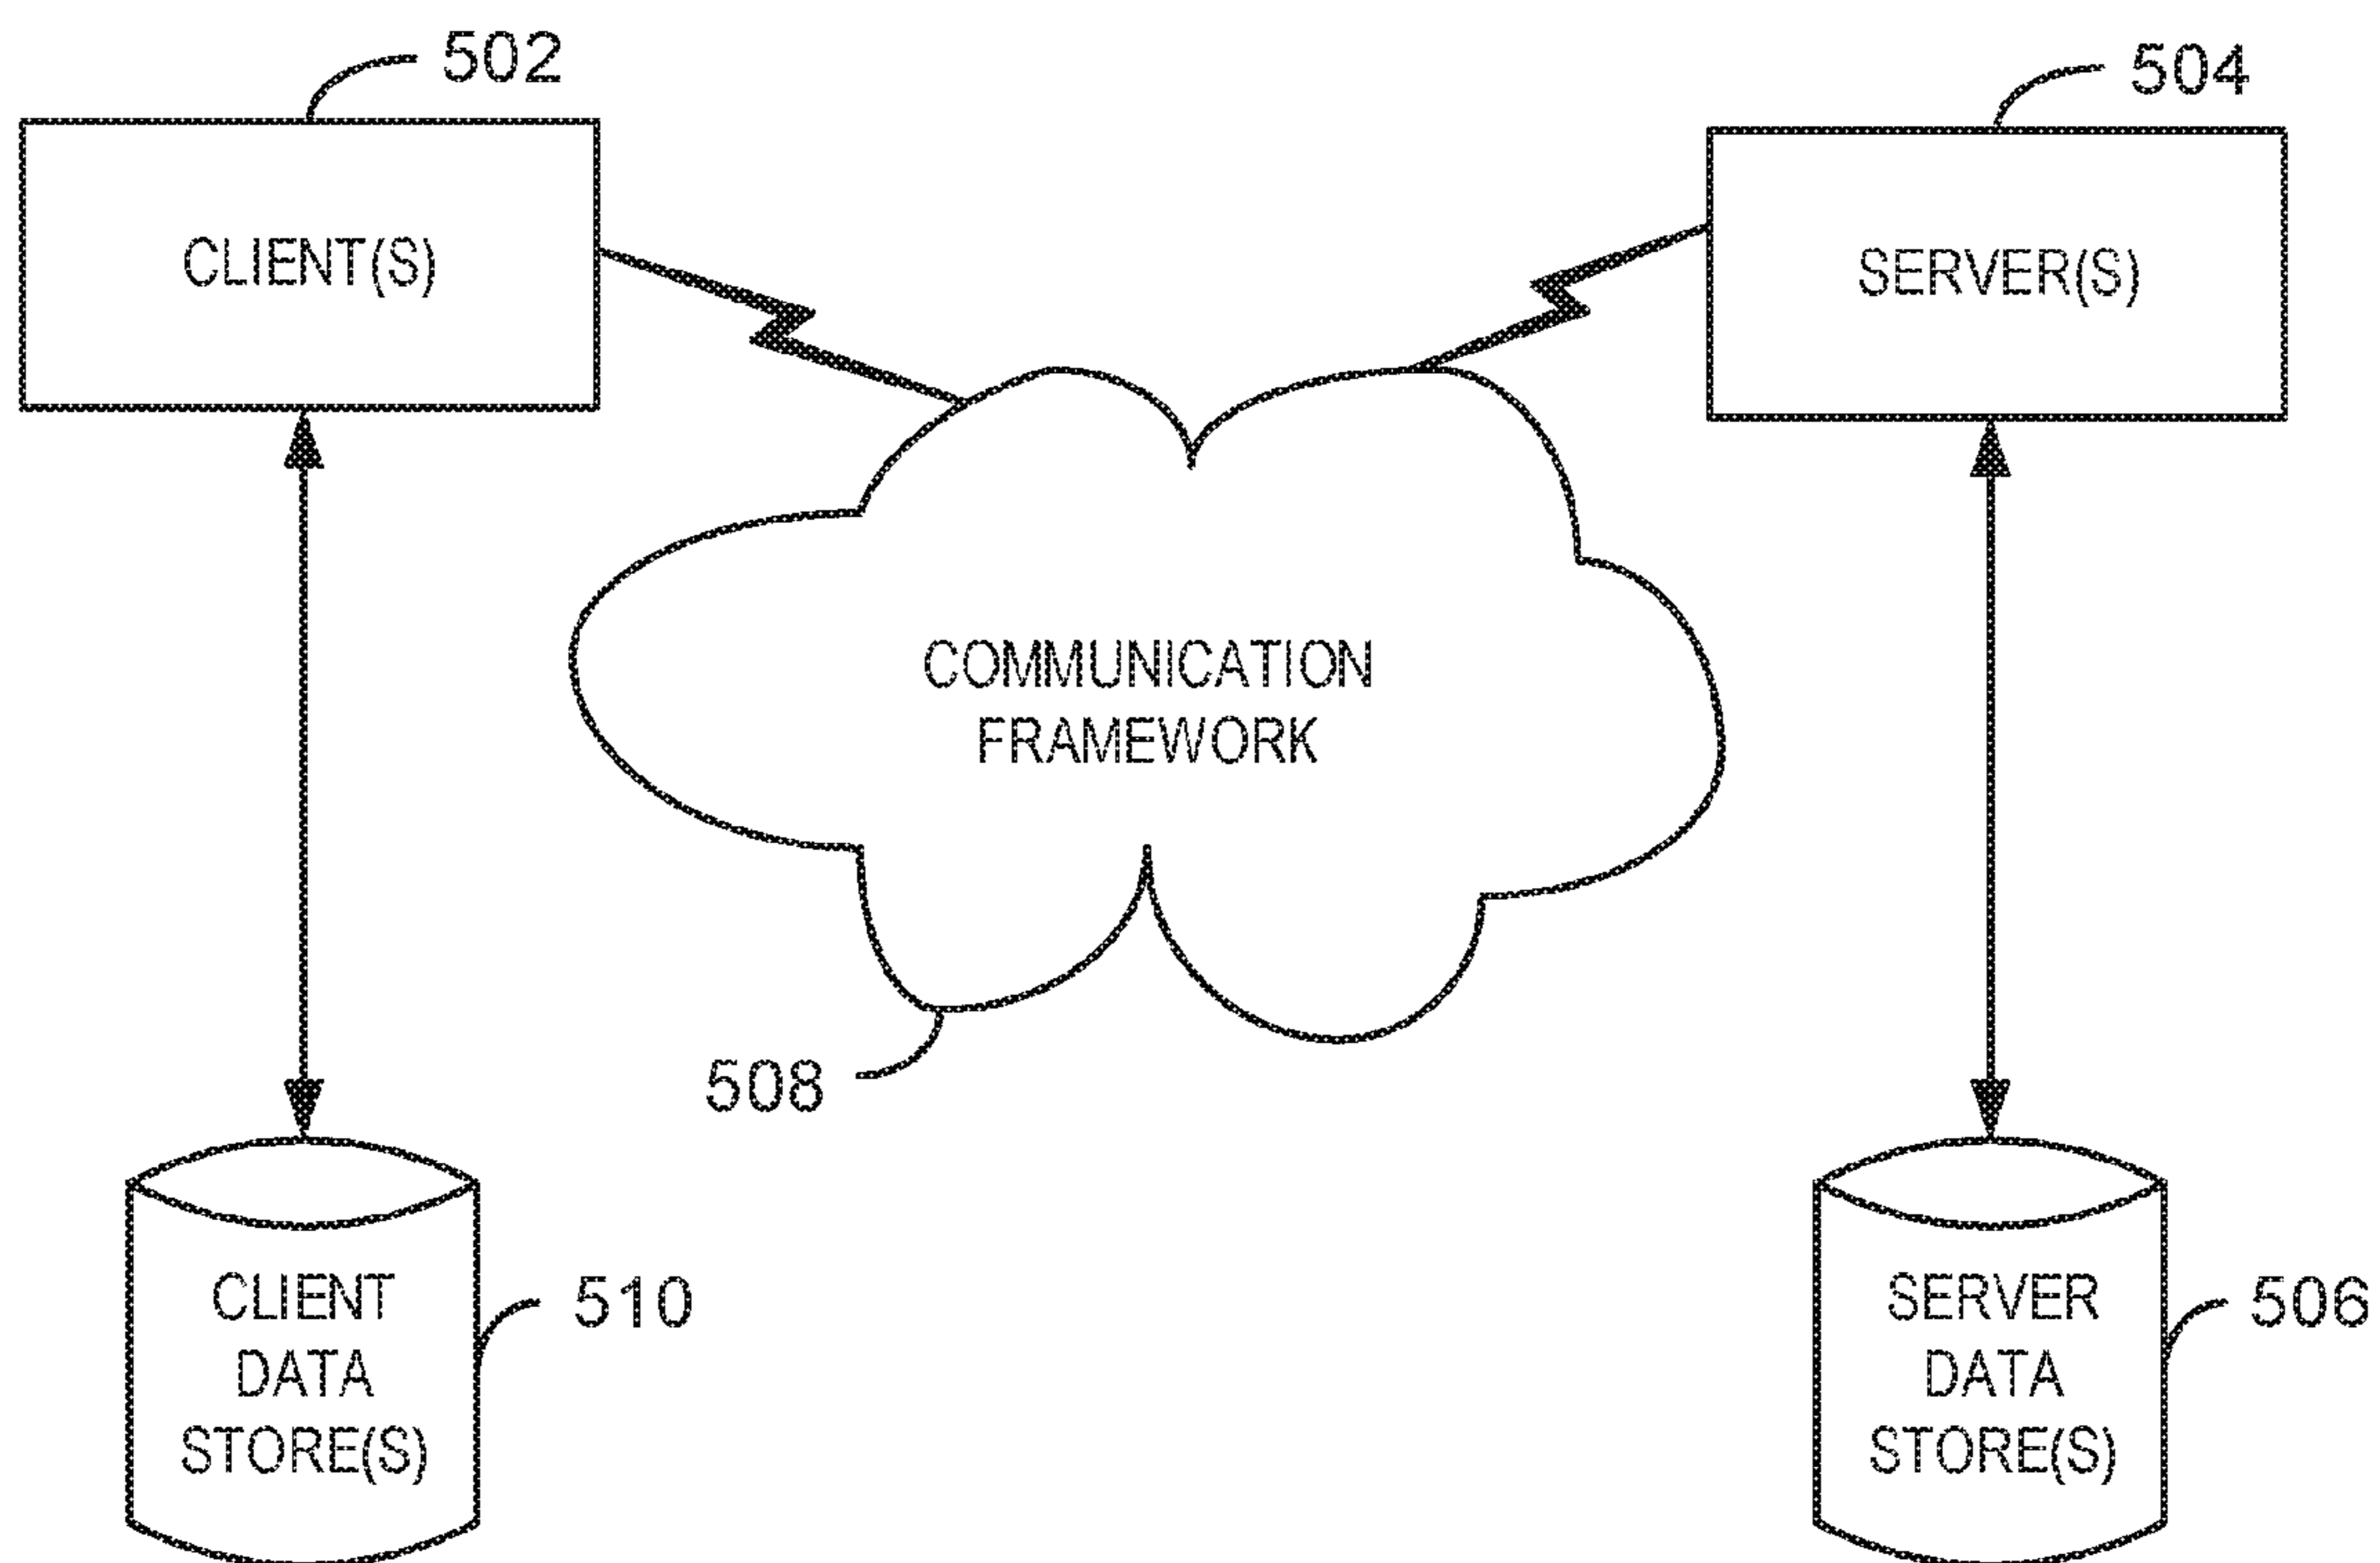 502
504
CLIENT(S)
SERVER(S)
COMMUNICATION
FRAMEWORK
508
CLIENT
DATA
STORE(S)
510
SERVER
DATA
STORE(S)
506